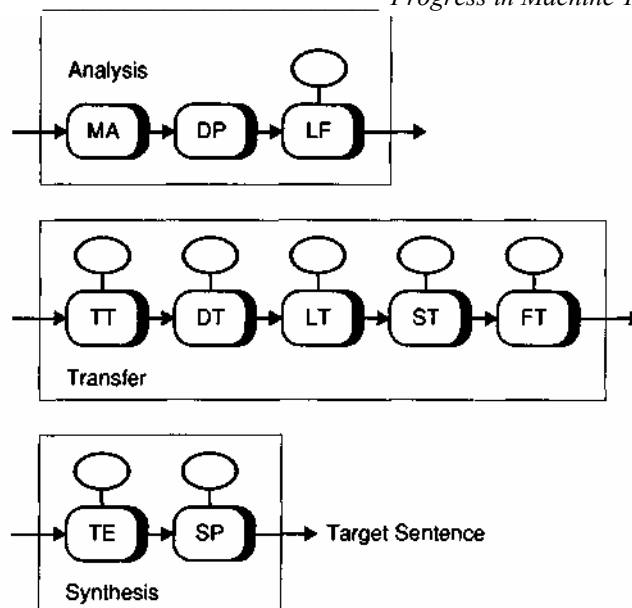 Progress in Machine
Analysis
MA DP LF
TT DT LT ST FT
Transfer
TE SP Target Sentence
Synthesis